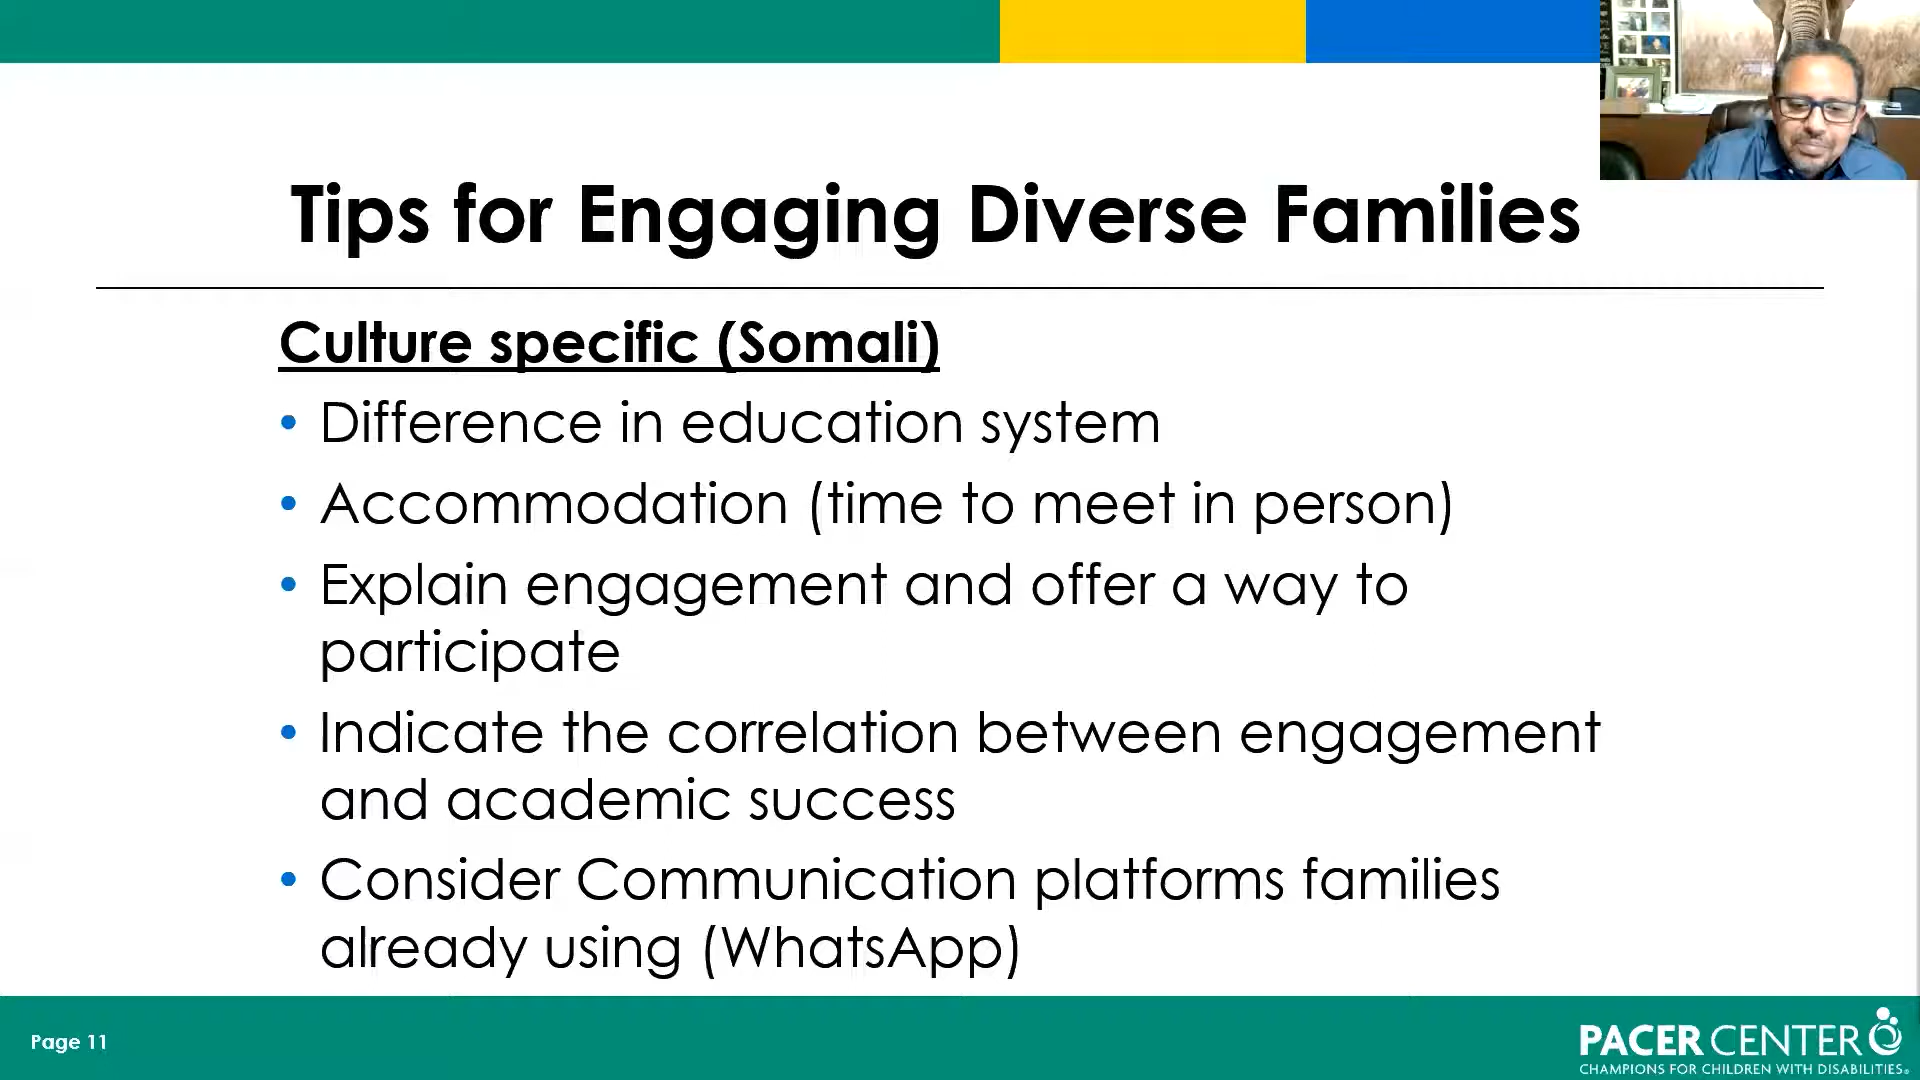 Tips for Engaging Diverse Families
Culture specific (Somali)
• Difference in education system
• Accommodation (time to meet in person)
• Explain engagement and offer a way to
participate
• Indicate the correlation between engagement
and academic success
• Consider Communication platforms families
already using (WhatsApp)
Page 11
PACER CENTER
CHAMPIONS FOR CHILDREN WITH DISABILITIES®